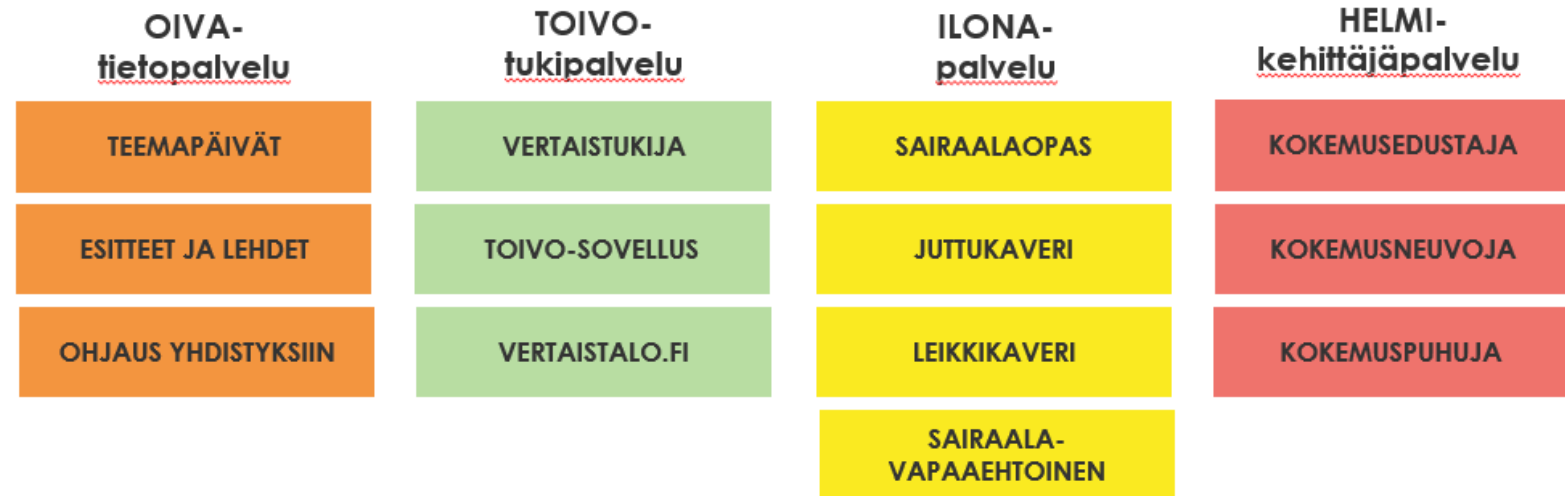 OIVA-
tietopalvelu
TEEMAPÄIVÄT
ESITTEET JA LEHDET
OHJAUS YHDISTYKSIIN
TOIVO-
tukipalvelu
VERTAISTUKIJA
TOIVO-SOVELLUS
VERTAISTALO.FI
ILONA-
palvelu
SAIRAALAOPAS
JUTTUKAVERI
LEIKKIKAVERI
SAIRAALA-
VAPAAEHTOINEN
HELMI-
kehittäjäpalvelu
KOKEMUSEDUSTAJA
KOKEMUSNEUVOJA
KOKEMUSPUHUJA